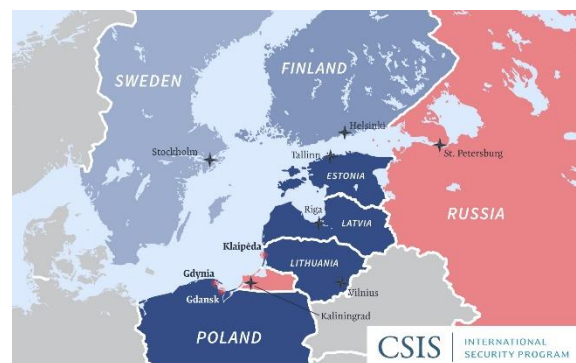 SWEDEN
FINLAND
Helsinki
Stockholm
Tallinn
St. Petersburg
ESTONIA
Riga
LATVIA
RUSSIA
Klaipėda
LITHUANIA
Gdynia
Gdansk
Vilnius
Kaliningrad
POLAND
CSIS
INTERNATIONAL
SECURITY PROGRAM